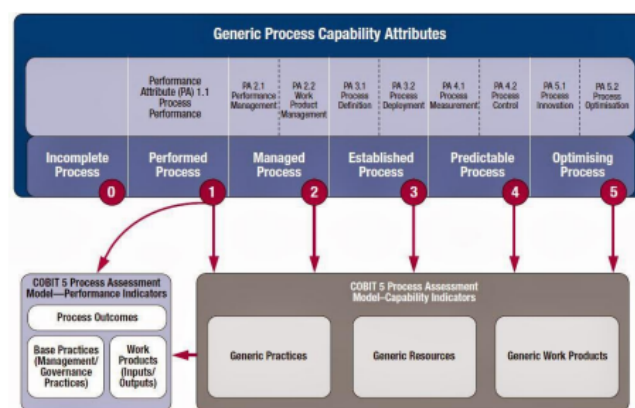 Generic Process Capability Attributes
Performance
Attribute (PA) 1.1
Process
Performance
PA 2.1
Performance
Management
PA 2.2
Work
Product
Management
PA 3.1
Process
Definition
PA 3.2
Process
Deployment
PA 4.1
Process
Measurement
PA 4.2
Process
Control
PA 5.1
Process
Innovation
PA 5.2
Process
Optimisation
Incomplete
Process
0
Performed
Process
1
Managed
Process
2
Established
Process
3
Predictable
Process
4
Optimising
Process
5
COBIT 5 Process Assessment
Model—Performance Indicators
Process Outcomes
Base Practices
(Management/
Governance
Practices)
Work
Products
(Inputs/
Outputs)
COBIT 5 Process Assessment
Model–Capability Indicators
Generic Practices
Generic Resources
Generic Work Products